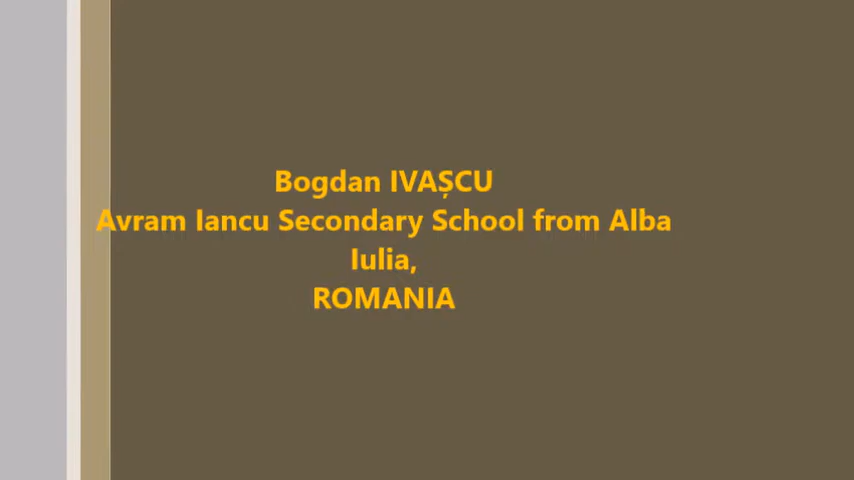 Bogdan IVAȘCU
Avram Iancu Secondary School from Alba
Iulia,
ROMANIA